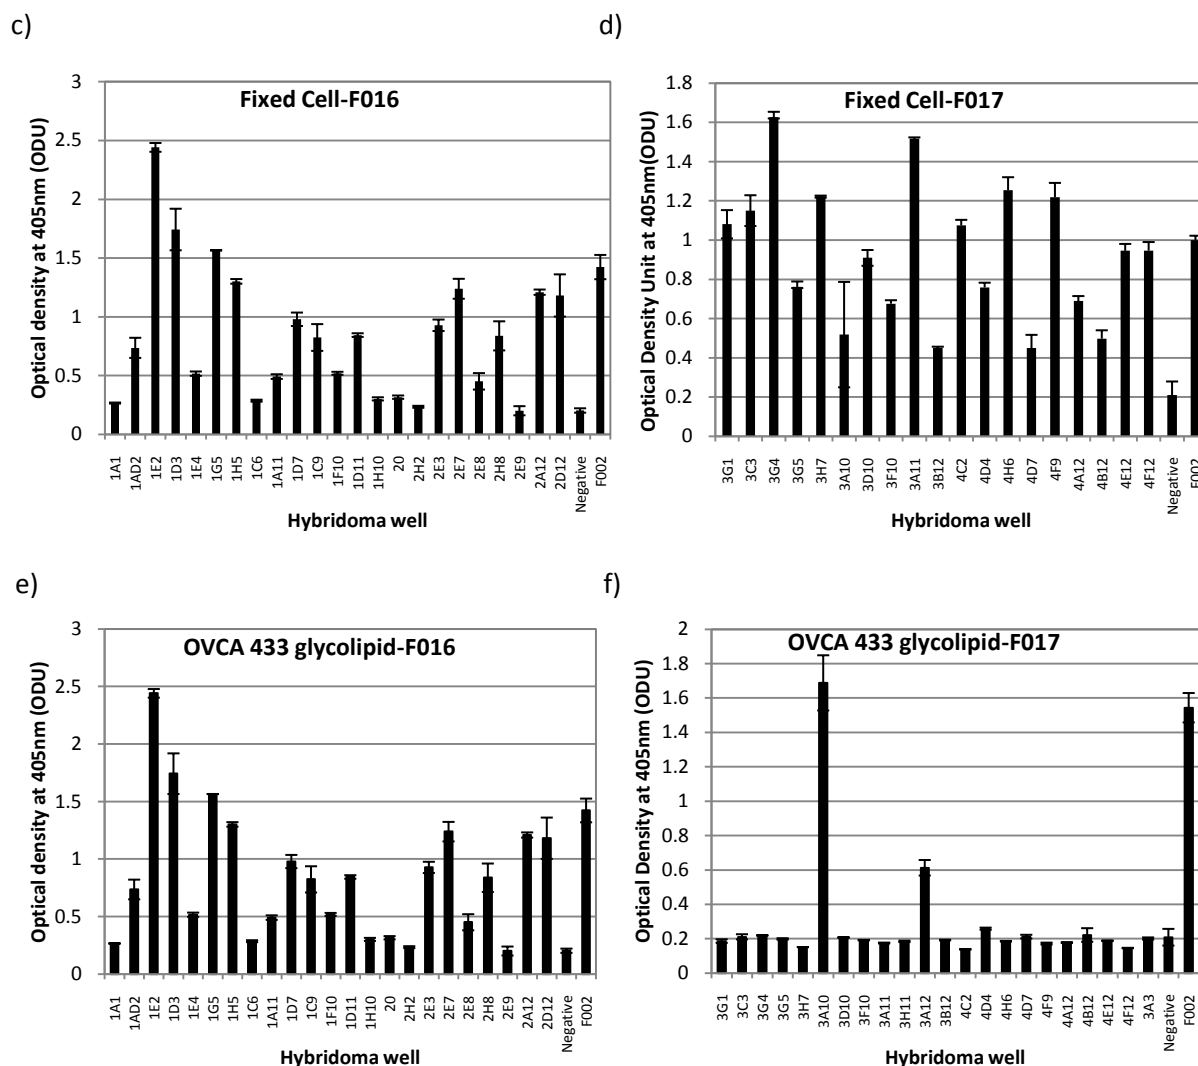 c)
Fixed Cell-F016
Optical density at 405nm (ODU)
3
2.5
2
1.5
1
0.5
0
1A1 1AD2 1E2 1D3 1E4 1G5 1H5 1C6 1A11 1D7 1C9 1F10 1D11 1H10 20 2H2 2E3 2E7 2E8 2H8 2E9 2A12 2D12 Negative F002
Hybridoma well
d)
Fixed Cell-F017
Optical Density Unit at 405nm(ODU)
1.8
1.6
1.4
1.2
1
0.8
0.6
0.4
0.2
0
3G1 3C3 3G4 3G5 3H7 3A10 3D10 3F10 3A11 3B12 4C2 4D4 4H6 4D7 4F9 4A12 4B12 4E12 4F12 Negative F002
Hybridoma well
e)
OVCA 433 glycolipid-F016
Optical density at 405nm (ODU)
3
2.5
2
1.5
1
0.5
0
1A1 1AD2 1E2 1D3 1E4 1G5 1H5 1C6 1A11 1D7 1C9 1F10 1D11 1H10 20 2H2 2E3 2E7 2E8 2H8 2E9 2A12 2D12 Negative F002
Hybridoma well
f)
OVCA 433 glycolipid-F017
Optical Density at 405nm (ODU)
2
1.8
1.6
1.4
1.2
1
0.8
0.6
0.4
0.2
0
3G1 3C3 3G4 3G5 3H7 3A10 3D10 3F10 3A11 3H11 3A12 3B12 4C2 4D4 4H6 4D7 4F9 4A12 4B12 4E12 4F12 3A3 Negative F002
Hybridoma well